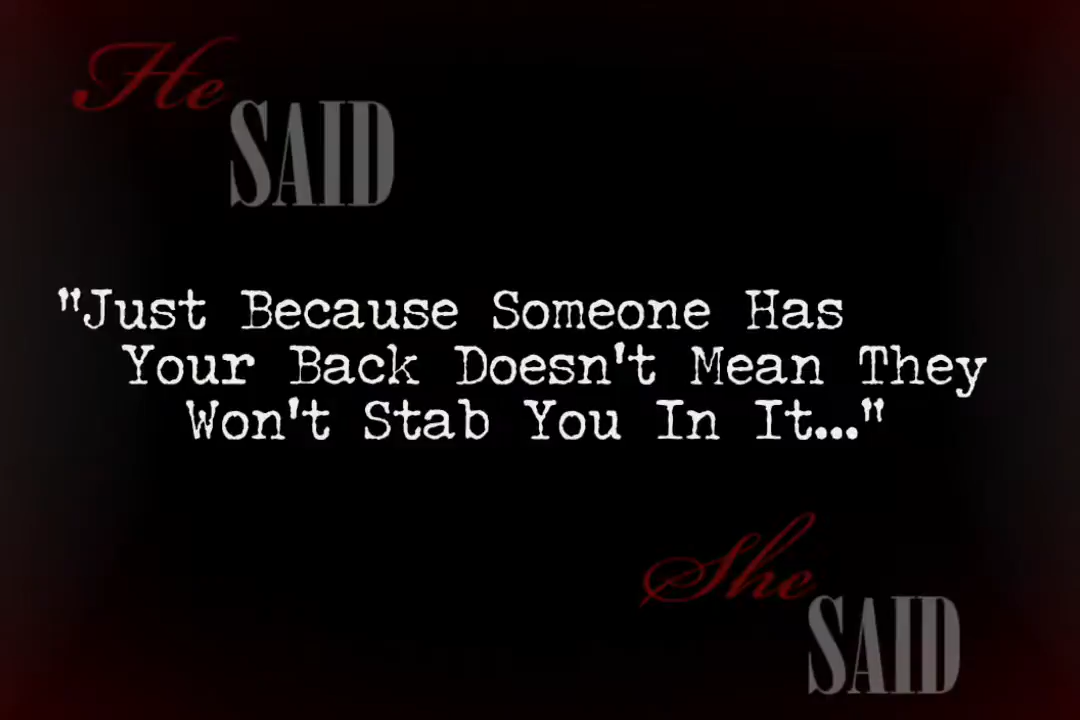 He
SAID
"Just Because Someone Has
Your Back Doesn't Mean They
Won't Stab You In It..."
She
SAID